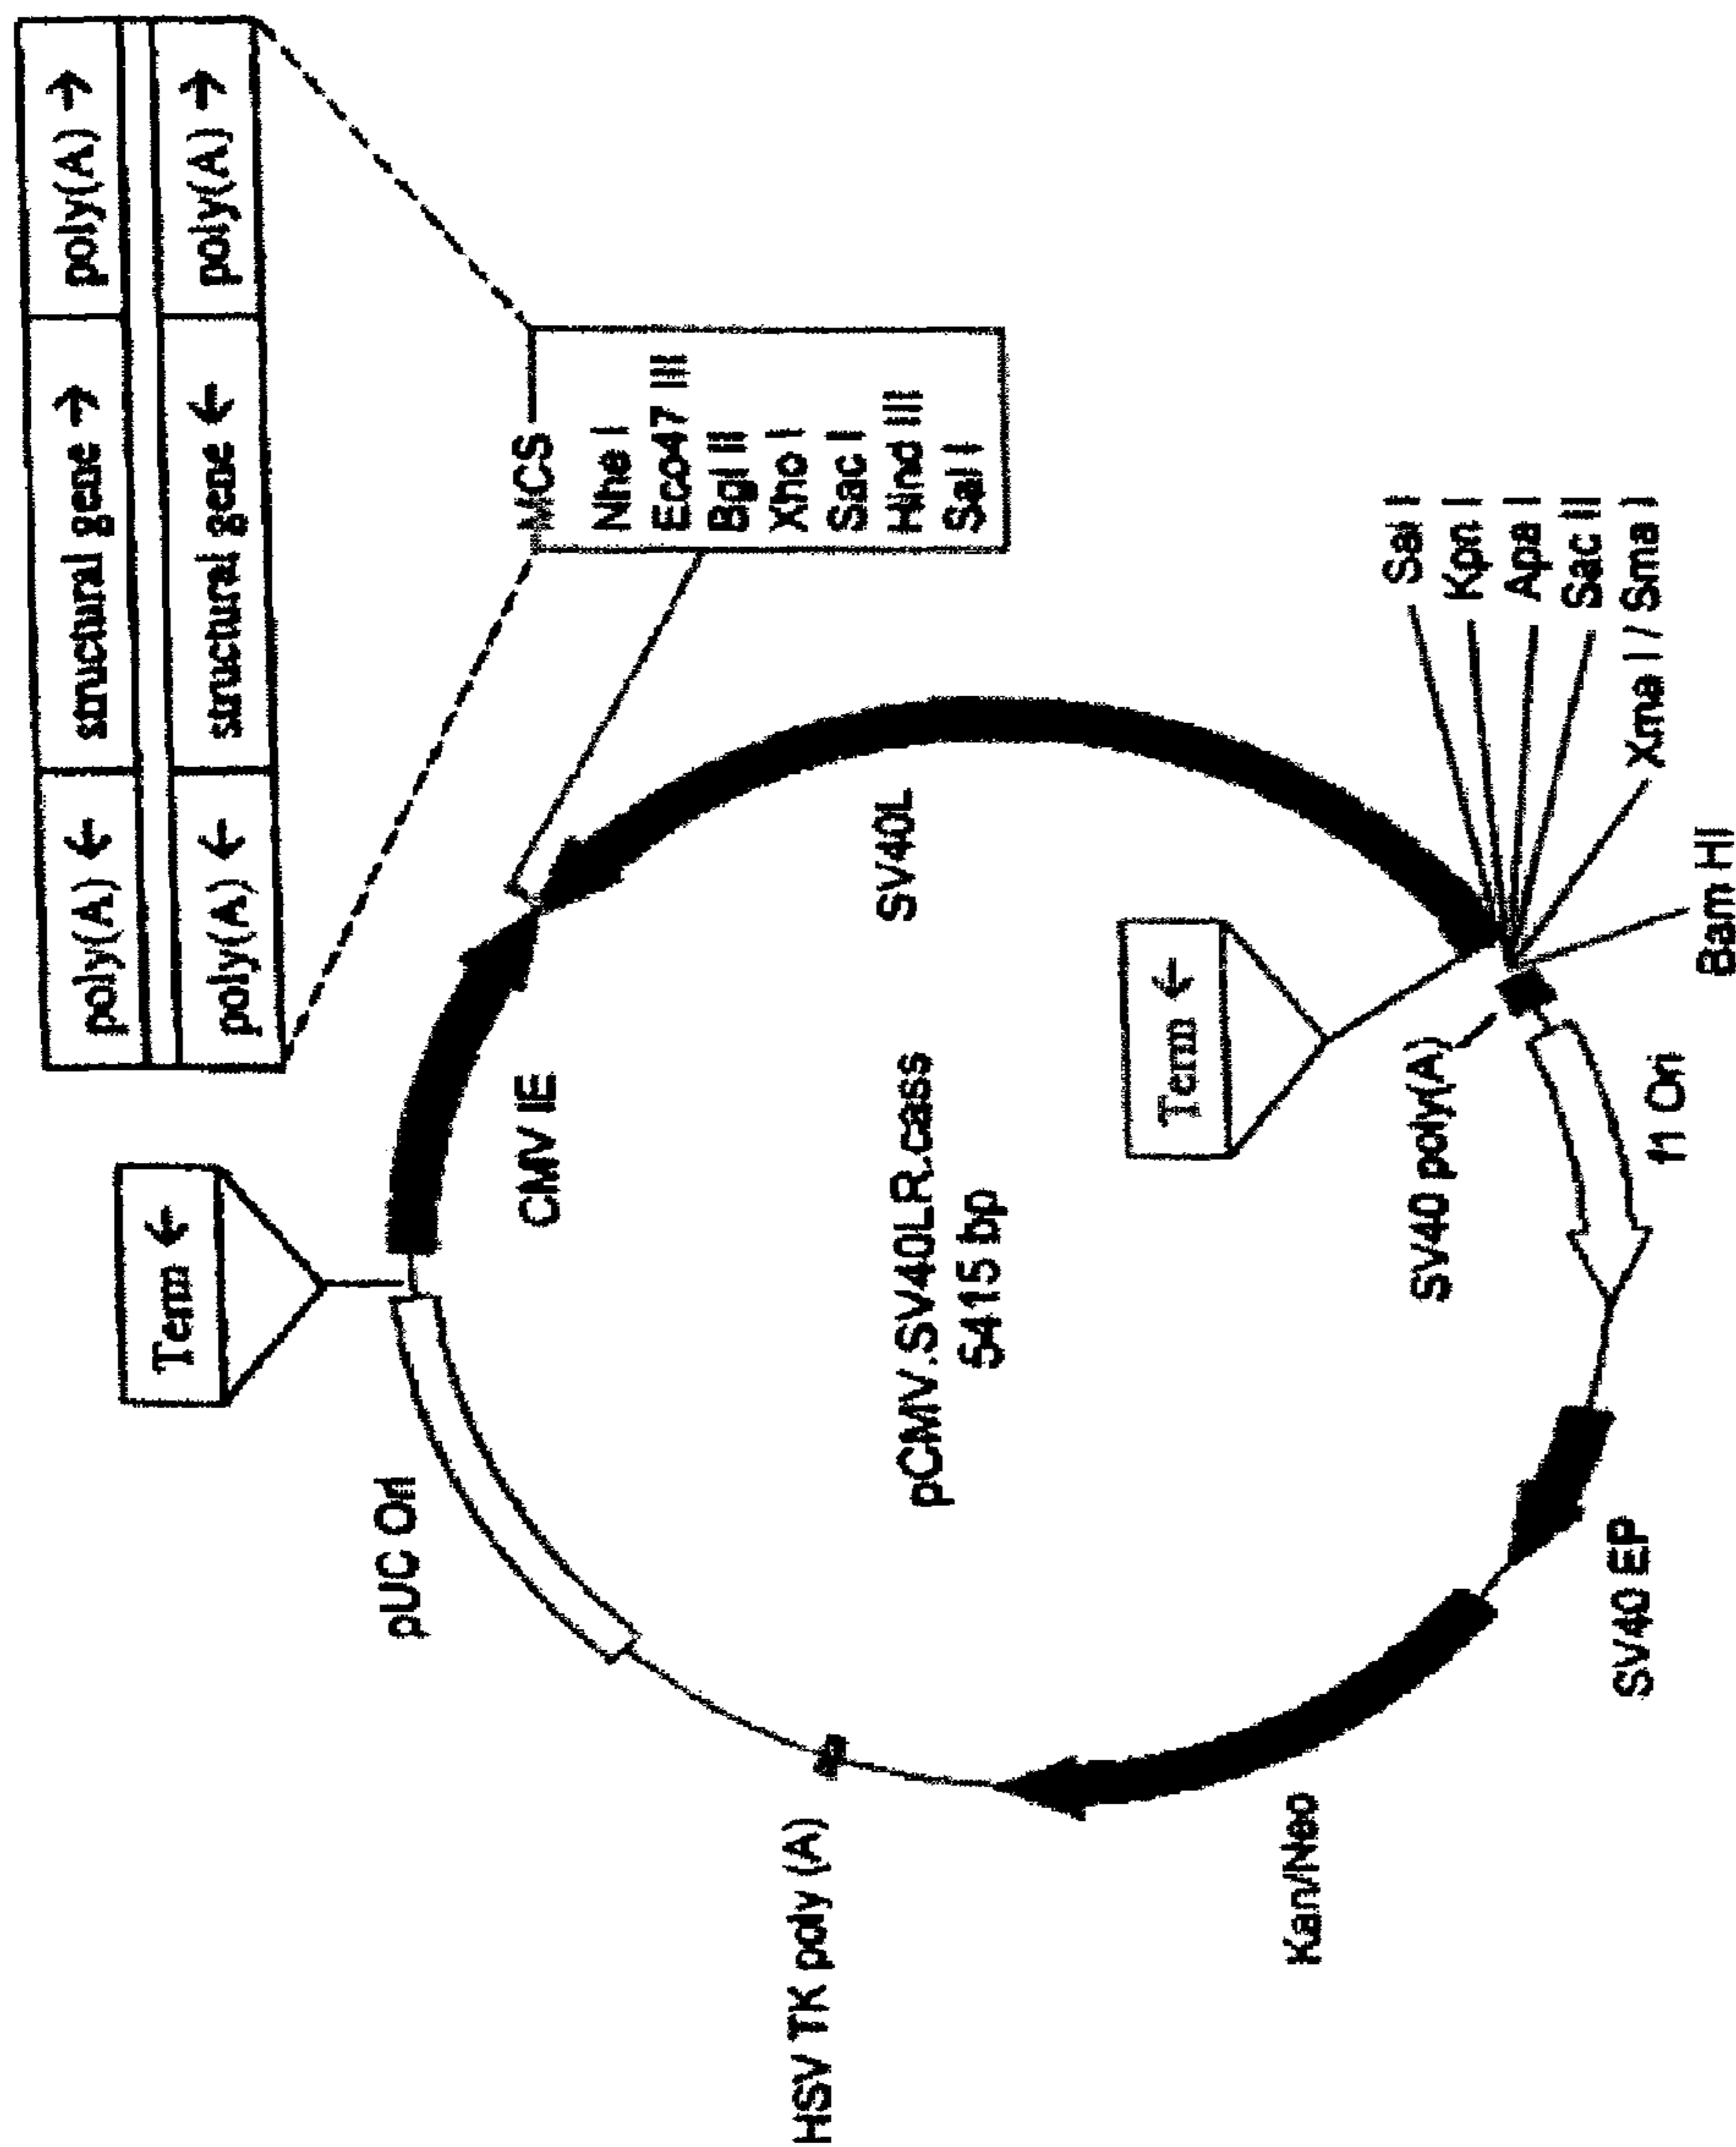 poly(A) ← structural gene → poly(A) →
poly(A) ← structural gene ← poly(A) →
Term ←
MCS
Nhe I
Eco47 III
Bgl II
Xho I
Sac I
Hind III
Sal I
pUC Ori
CMV IE
HSV TK poly (A)
SV40L
pCMV.SV40LR.cass
5415 bp
Term ←
Kan/Neo
SV40 poly(A)
Sal I
Kpn I
Apa I
Sac II
Xma I / Sma I
SV40 EP
f1 Ori
Bam HI